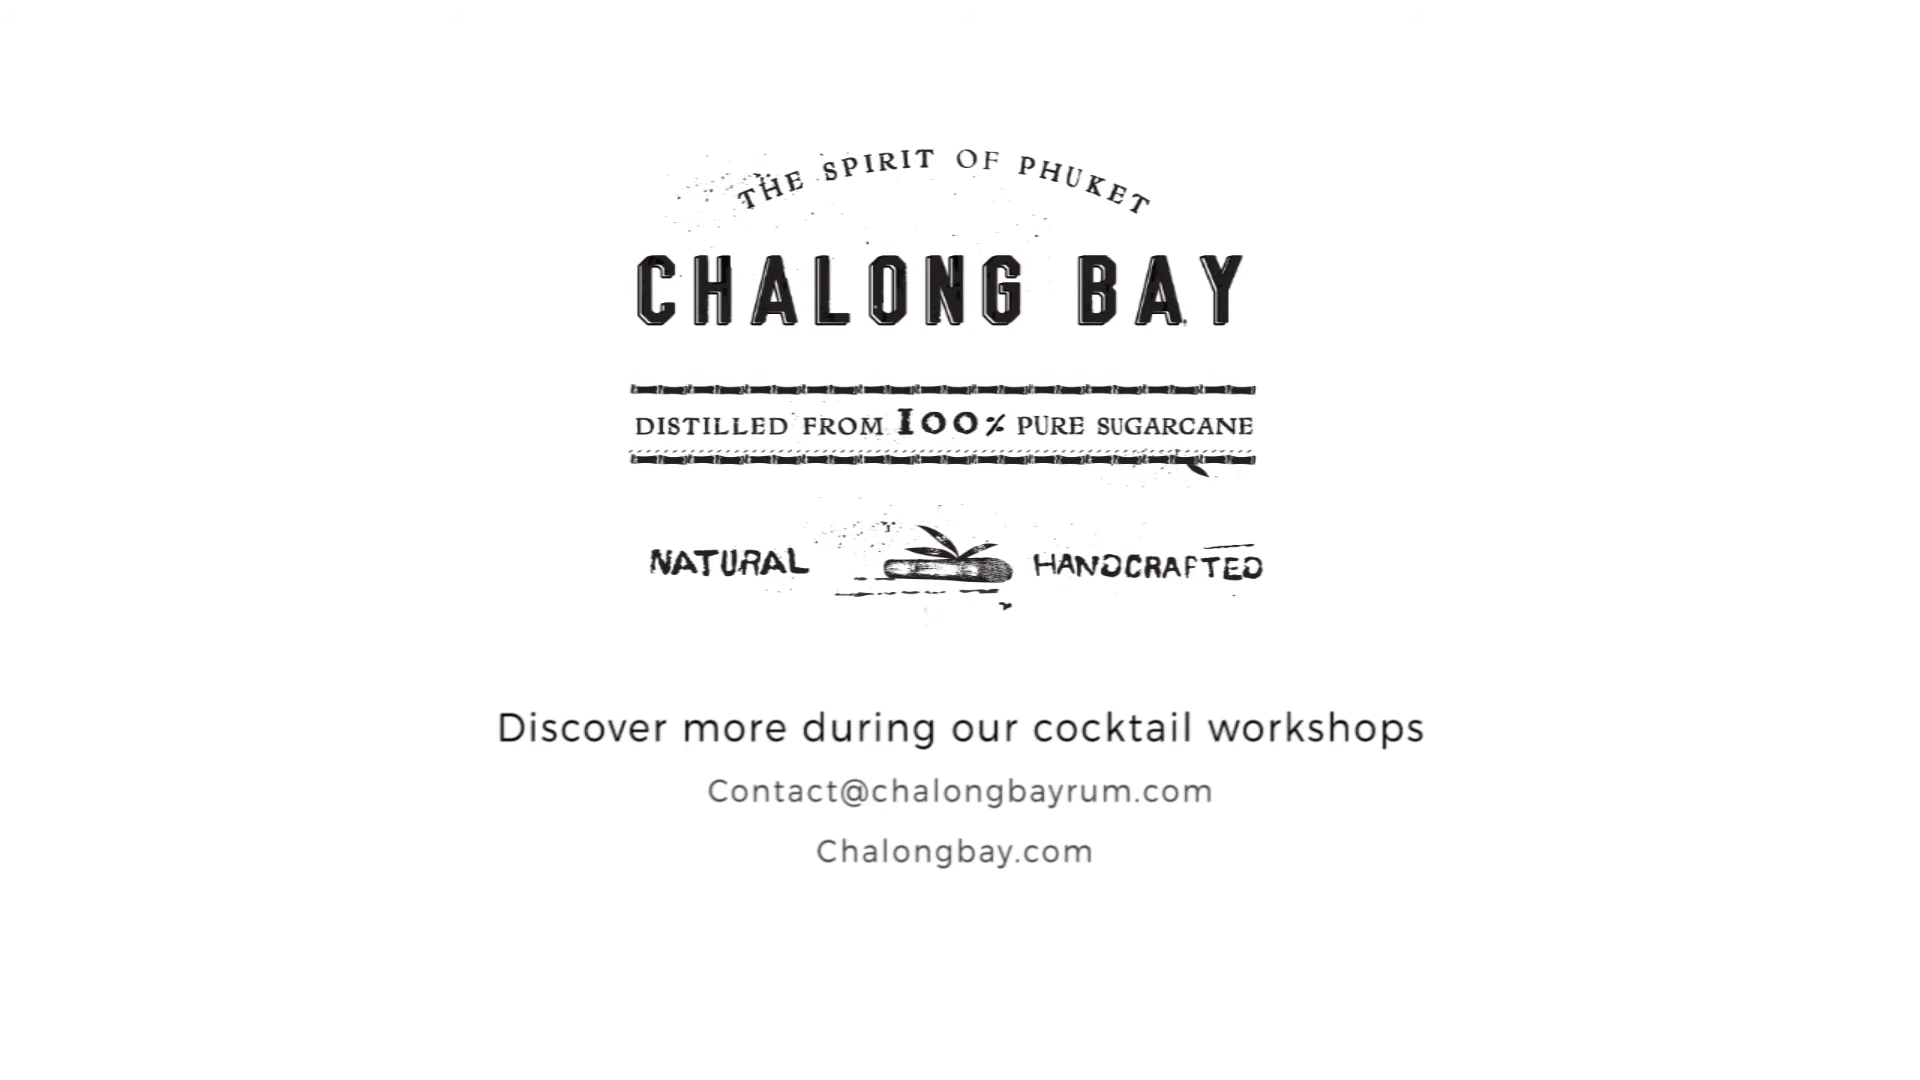 THE SPIRIT OF PHUKET
CHALONG BAY
DISTILLED FROM 100% PURE SUGARCANE
NATURAL HANDCRAFTED
Discover more during our cocktail workshops
Contact@chalongbayrum.com
Chalongbay.com